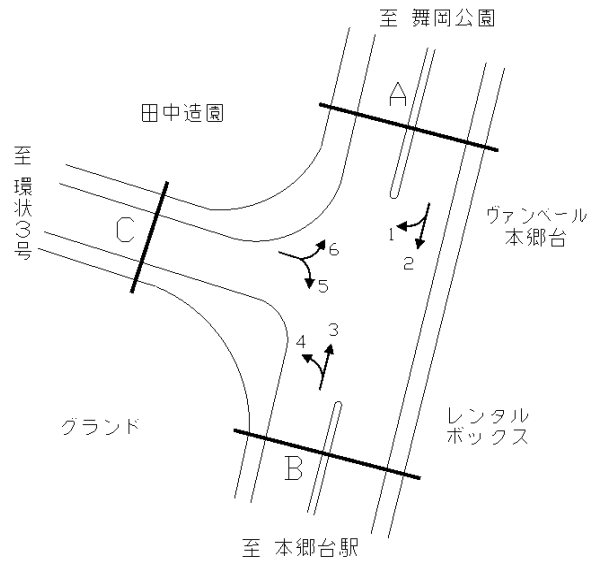 至 舞岡公園
A
田中造園
至 環状3号
C
ヴァンベール
本郷台
1
2
6
5
3
4
レンタル
ボックス
グランド
B
至 本郷台駅